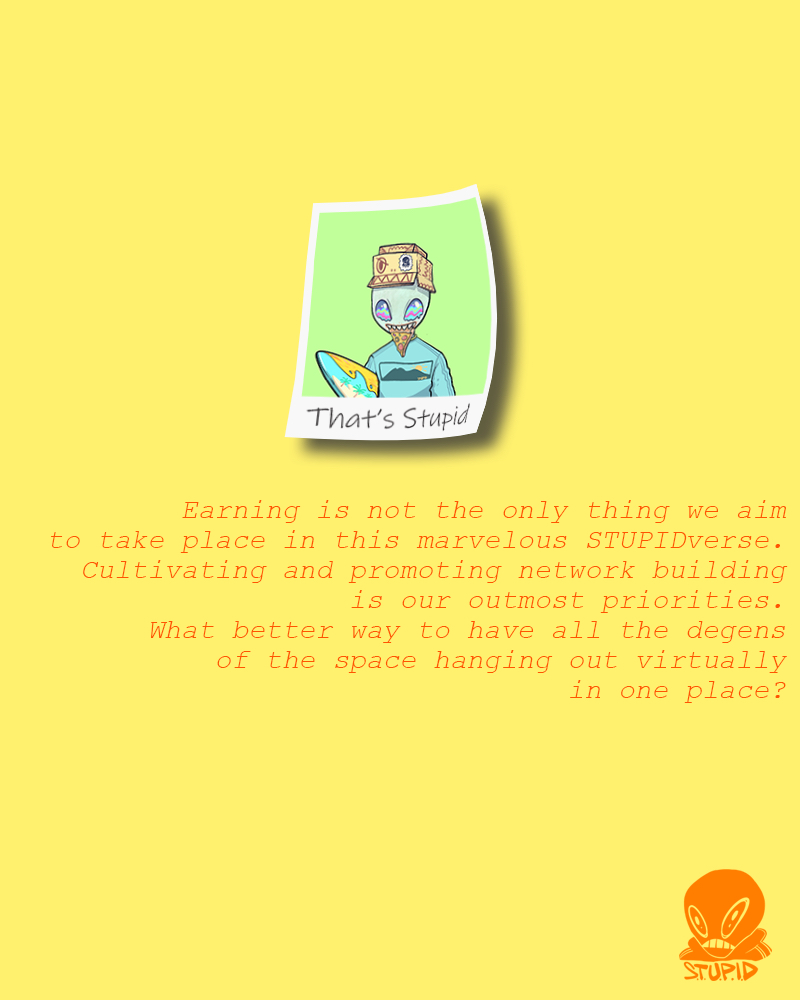 That's Stupid
Earning is not the only thing we aim
to take place in this marvelous STUPIDverse.
Cultivating and promoting network building
is our outmost priorities.
What better way to have all the degens
of the space hanging out virtually
in one place?
S.T.U.P.I.D